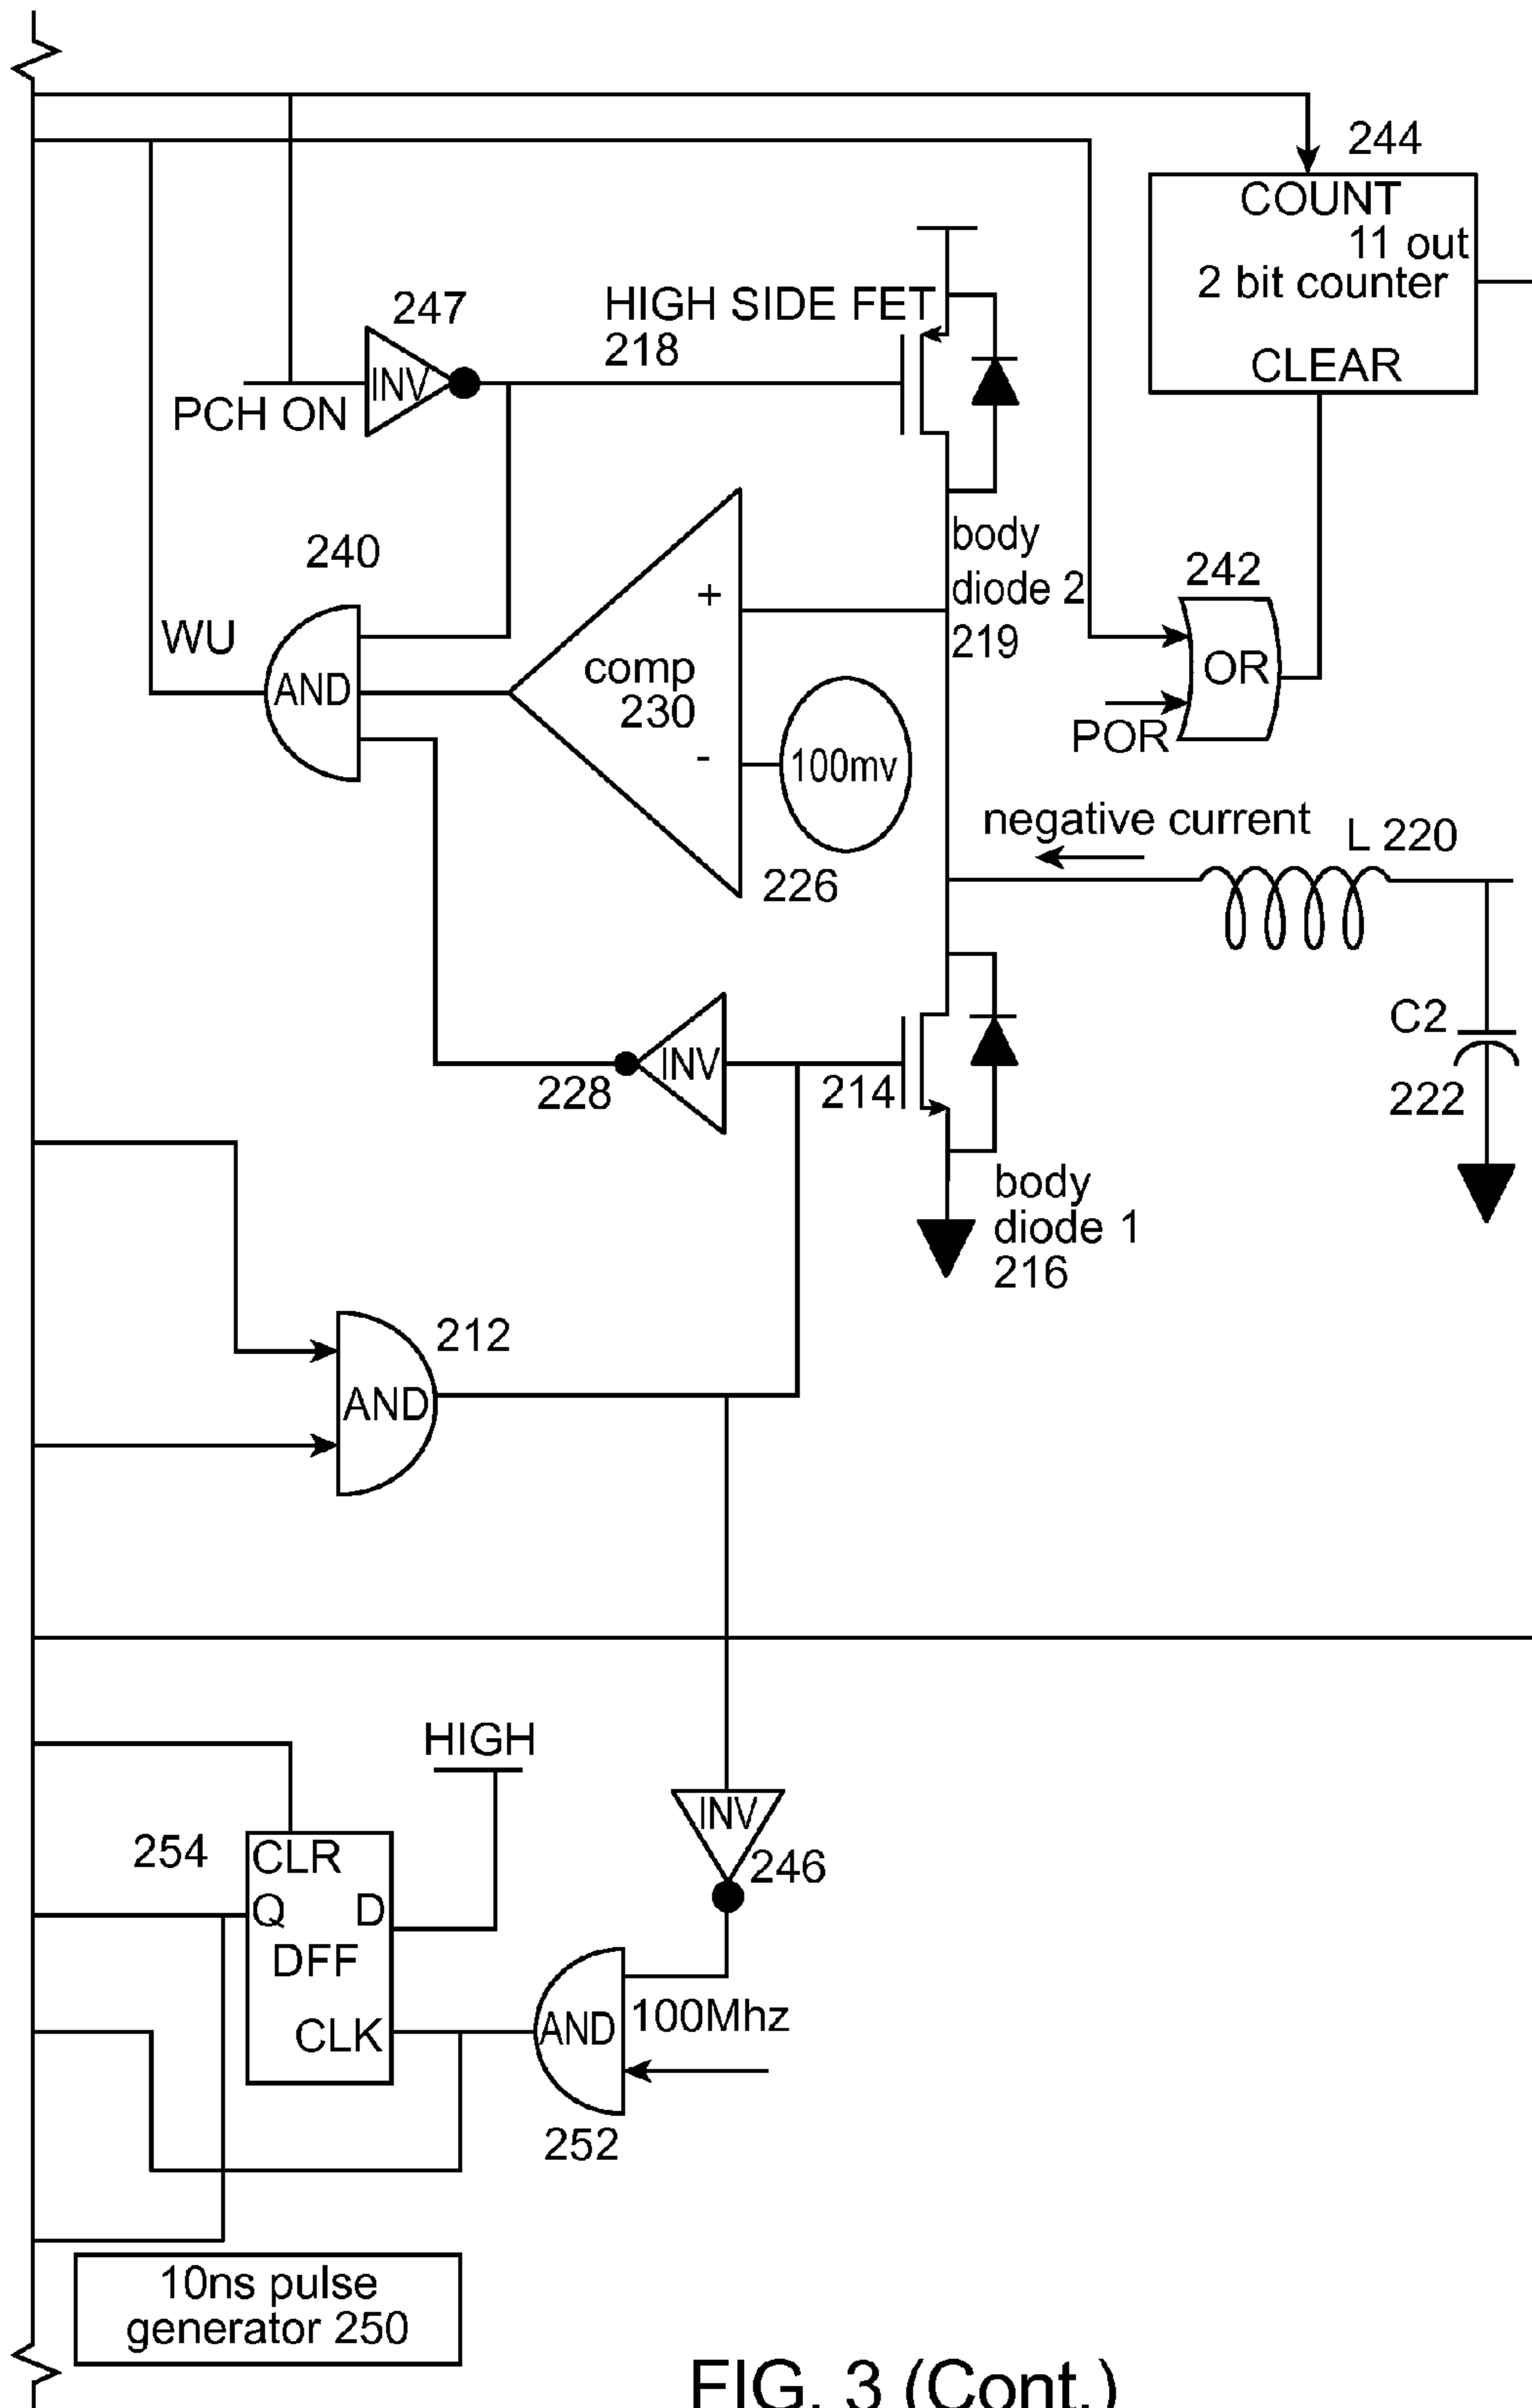 244
COUNT
11 out
2 bit counter
CLEAR
247
HIGH SIDE FET
218
INV
PCH ON
body
diode 2
219
240
242
WU
AND
+
comp
230
-
100mv
226
OR
POR
negative current
L 220
INV
228
214
C2
222
body
diode 1
216
212
AND
HIGH
254
CLR
Q
D
DFF
CLK
INV
246
AND
100Mhz
252
10ns pulse
generator 250
FIG. 3 (Cont.)